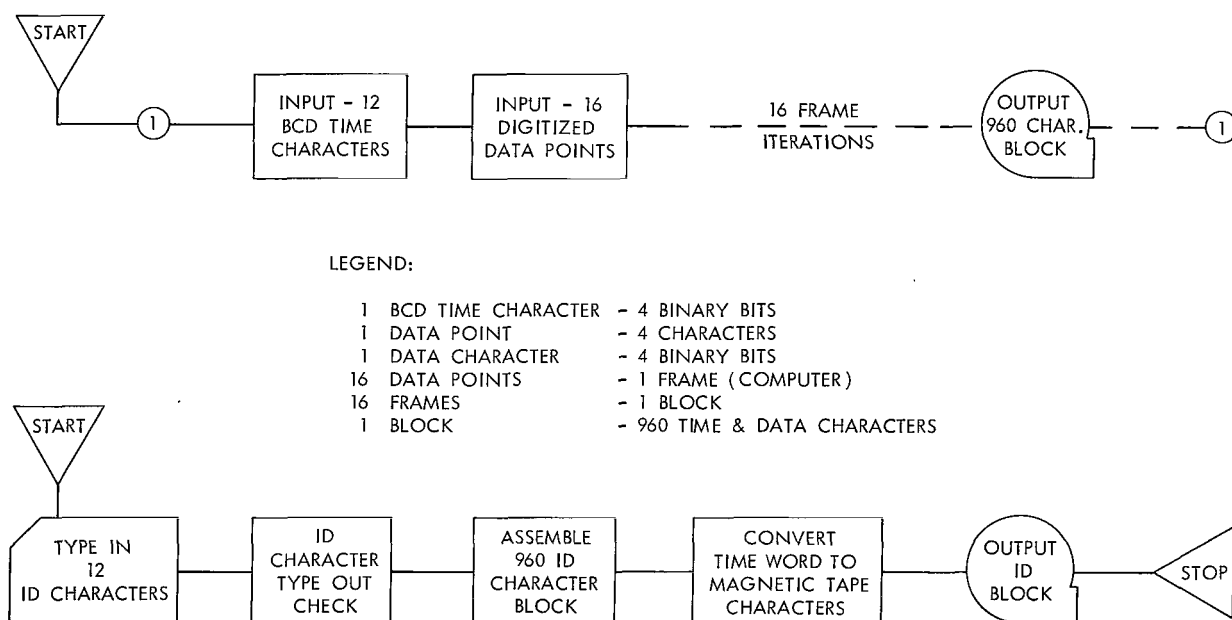 START
1
INPUT - 12
BCD TIME
CHARACTERS
INPUT - 16
DIGITIZED
DATA POINTS
16 FRAME
ITERATIONS
OUTPUT
960 CHAR.
BLOCK
1
LEGEND:
1 BCD TIME CHARACTER - 4 BINARY BITS
1 DATA POINT - 4 CHARACTERS
1 DATA CHARACTER - 4 BINARY BITS
16 DATA POINTS - 1 FRAME (COMPUTER)
16 FRAMES - 1 BLOCK
1 BLOCK - 960 TIME & DATA CHARACTERS
START
TYPE IN
12
ID CHARACTERS
ID
CHARACTER
TYPE OUT
CHECK
ASSEMBLE
960 ID
CHARACTER
BLOCK
CONVERT
TIME WORD TO
MAGNETIC TAPE
CHARACTERS
OUTPUT
ID
BLOCK
STOP